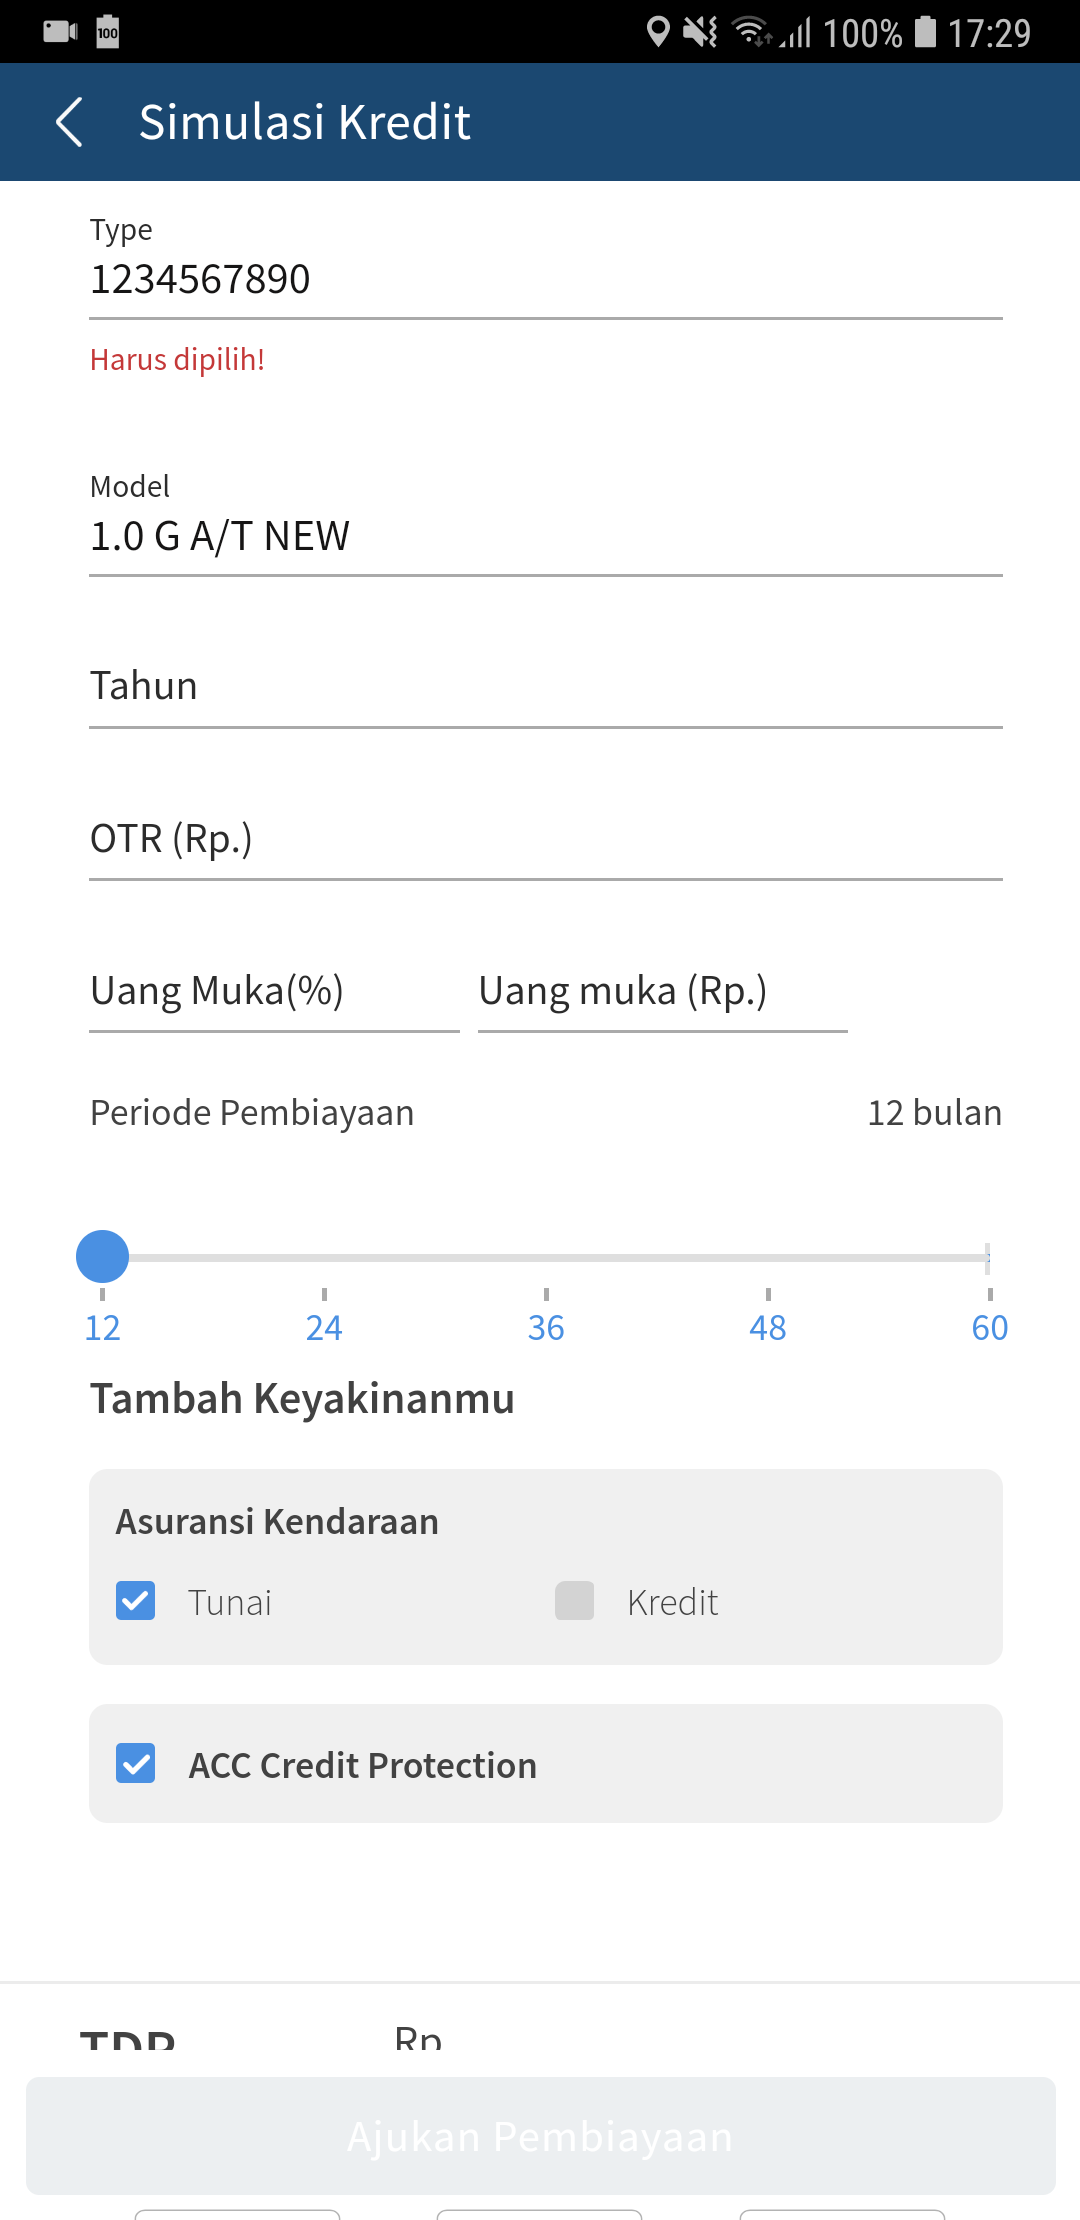 100 100% 17:29
Simulasi Kredit
Type
1234567890
Harus dipilih!
Model
1.0 G A/T NEW
Tahun
OTR (Rp.)
Uang Muka(%) Uang muka (Rp.)
Periode Pembiayaan 12 bulan
12 24 36 48 60
Tambah Keyakinanmu
Asuransi Kendaraan
Tunai Kredit
ACC Credit Protection
TDP Rp
Ajukan Pembiayaan